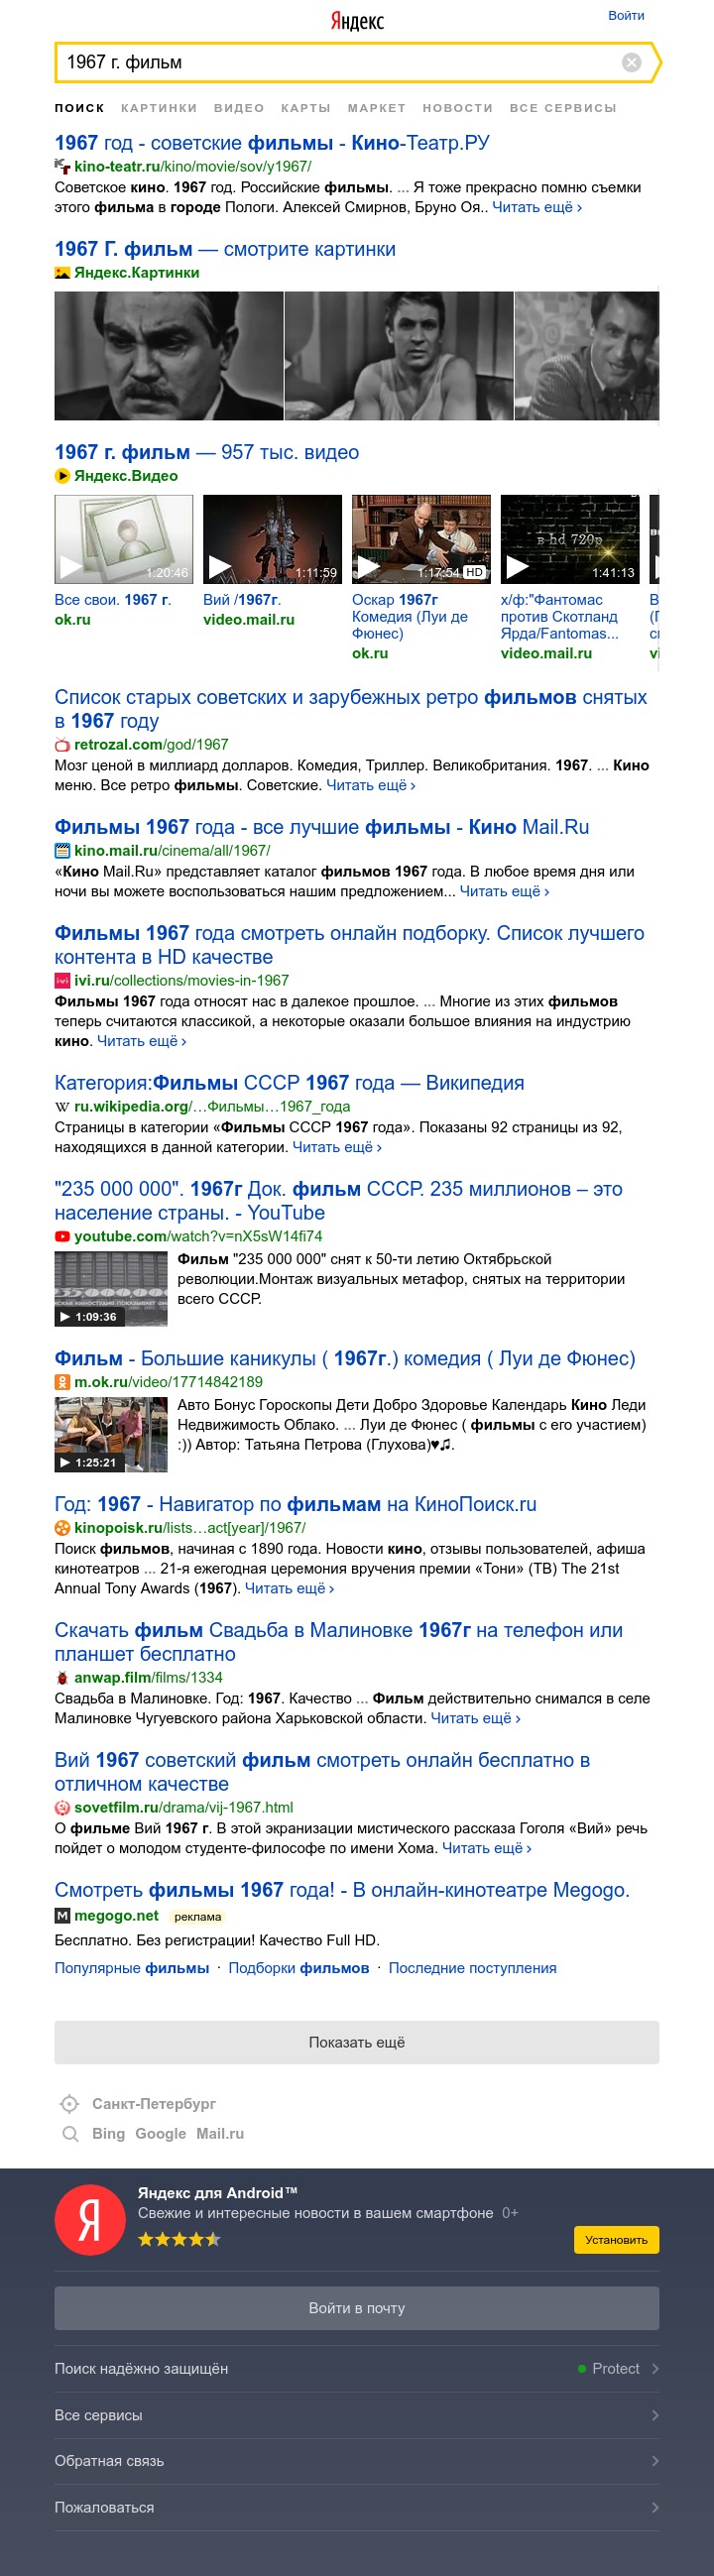 Яндекс
Войти
1967 г. фильм
ПОИСК КАРТИНКИ ВИДЕО КАРТЫ МАРКЕТ НОВОСТИ ВСЕ СЕРВИСЫ
1967 год - советские фильмы - Кино-Театр.РУ
kino-teatr.ru/kino/movie/sov/y1967/
Советское кино. 1967 год. Российские фильмы. ... Я тоже прекрасно помню съемки
этого фильма в городе Пологи. Алексей Смирнов, Бруно Оя.. Читать ещё ›
1967 Г. фильм — смотрите картинки
Яндекс.Картинки
1967 г. фильм — 957 тыс. видео
Яндекс.Видео
1:20:46
1:11:59
1:17:54 HD
в hd 720p
1:41:13
Все свои. 1967 г.
ok.ru
Вий /1967г.
video.mail.ru
Оскар 1967г
Комедия (Луи де
Фюнес)
ok.ru
х/ф:"Фантомас
против Скотланд
Ярда/Fantomas...
video.mail.ru
Список старых советских и зарубежных ретро фильмов снятых
в 1967 году
retrozal.com/god/1967
Мозг ценой в миллиард долларов. Комедия, Триллер. Великобритания. 1967. ... Кино
меню. Все ретро фильмы. Советские. Читать ещё ›
Фильмы 1967 года - все лучшие фильмы - Кино Mail.Ru
kino.mail.ru/cinema/all/1967/
«Кино Mail.Ru» представляет каталог фильмов 1967 года. В любое время дня или
ночи вы можете воспользоваться нашим предложением... Читать ещё ›
Фильмы 1967 года смотреть онлайн подборку. Список лучшего
контента в HD качестве
ivi.ru/collections/movies-in-1967
Фильмы 1967 года относят нас в далекое прошлое. ... Многие из этих фильмов
теперь считаются классикой, а некоторые оказали большое влияния на индустрию
кино. Читать ещё ›
Категория:Фильмы СССР 1967 года — Википедия
ru.wikipedia.org/…Фильмы…1967_года
Страницы в категории «Фильмы СССР 1967 года». Показаны 92 страницы из 92,
находящихся в данной категории. Читать ещё ›
"235 000 000". 1967г Док. фильм СССР. 235 миллионов – это
население страны. - YouTube
youtube.com/watch?v=nX5sW14fi74
Фильм "235 000 000" снят к 50-ти летию Октябрьской
революции.Монтаж визуальных метафор, снятых на территории
всего СССР.
1:09:36
Фильм - Большие каникулы ( 1967г.) комедия ( Луи де Фюнес)
m.ok.ru/video/17714842189
Авто Бонус Гороскопы Дети Добро Здоровье Календарь Кино Леди
Недвижимость Облако. ... Луи де Фюнес ( фильмы с его участием)
:)) Автор: Татьяна Петрова (Глухова)♥♫.
1:25:21
Год: 1967 - Навигатор по фильмам на КиноПоиск.ru
kinopoisk.ru/lists…act[year]/1967/
Поиск фильмов, начиная с 1890 года. Новости кино, отзывы пользователей, афиша
кинотеатров ... 21-я ежегодная церемония вручения премии «Тони» (ТВ) The 21st
Annual Tony Awards (1967). Читать ещё ›
Скачать фильм Свадьба в Малиновке 1967г на телефон или
планшет бесплатно
anwap.film/films/1334
Свадьба в Малиновке. Год: 1967. Качество ... Фильм действительно снимался в селе
Малиновке Чугуевского района Харьковской области. Читать ещё ›
Вий 1967 советский фильм смотреть онлайн бесплатно в
отличном качестве
sovetfilm.ru/drama/vij-1967.html
О фильме Вий 1967 г. В этой экранизации мистического рассказа Гоголя «Вий» речь
пойдет о молодом студенте-философе по имени Хома. Читать ещё ›
Смотреть фильмы 1967 года! - В онлайн-кинотеатре Megogo.
megogo.net реклама
Бесплатно. Без регистрации! Качество Full HD.
Популярные фильмы · Подборки фильмов · Последние поступления
Показать ещё
Санкт-Петербург
Bing Google Mail.ru
Яндекс для Android™
Свежие и интересные новости в вашем смартфоне 0+
Установить
Войти в почту
Поиск надёжно защищён Protect
Все сервисы
Обратная связь
Пожаловаться